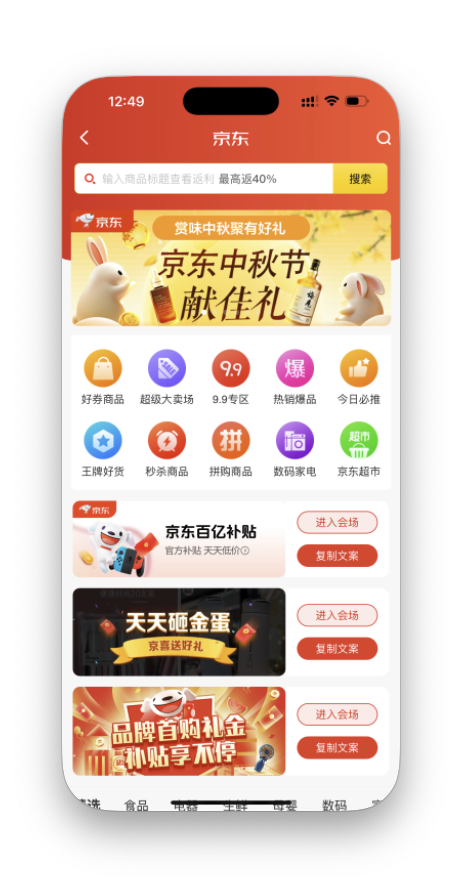 12:49
京东
输入商品标题查看返利 最高返40%
搜索
京东
赏味中秋聚有好礼
京东中秋节
献佳礼
好券商品
超级大卖场
9.9
9.9专区
爆
热销爆品
今日必推
王牌好货
秒杀商品
拼
拼购商品
数码家电
超市
京东超市
京东
京东百亿补贴
官方补贴 天天低价
进入会场
复制文案
天天砸金蛋
京喜送好礼
进入会场
复制文案
品牌首购礼金
补贴享不停
进入会场
复制文案
精选 食品 电器 生鲜 母婴 数码